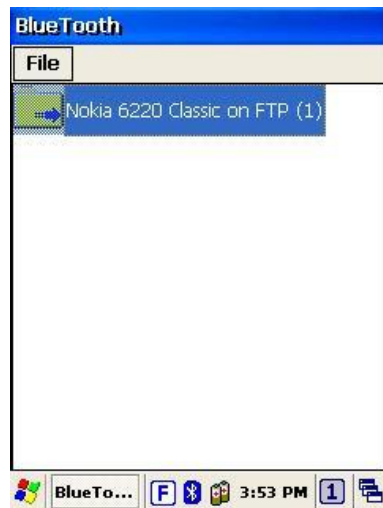 BlueTooth
File
Nokia 6220 Classic on FTP (1)
BlueTo... F 3:53 PM 1